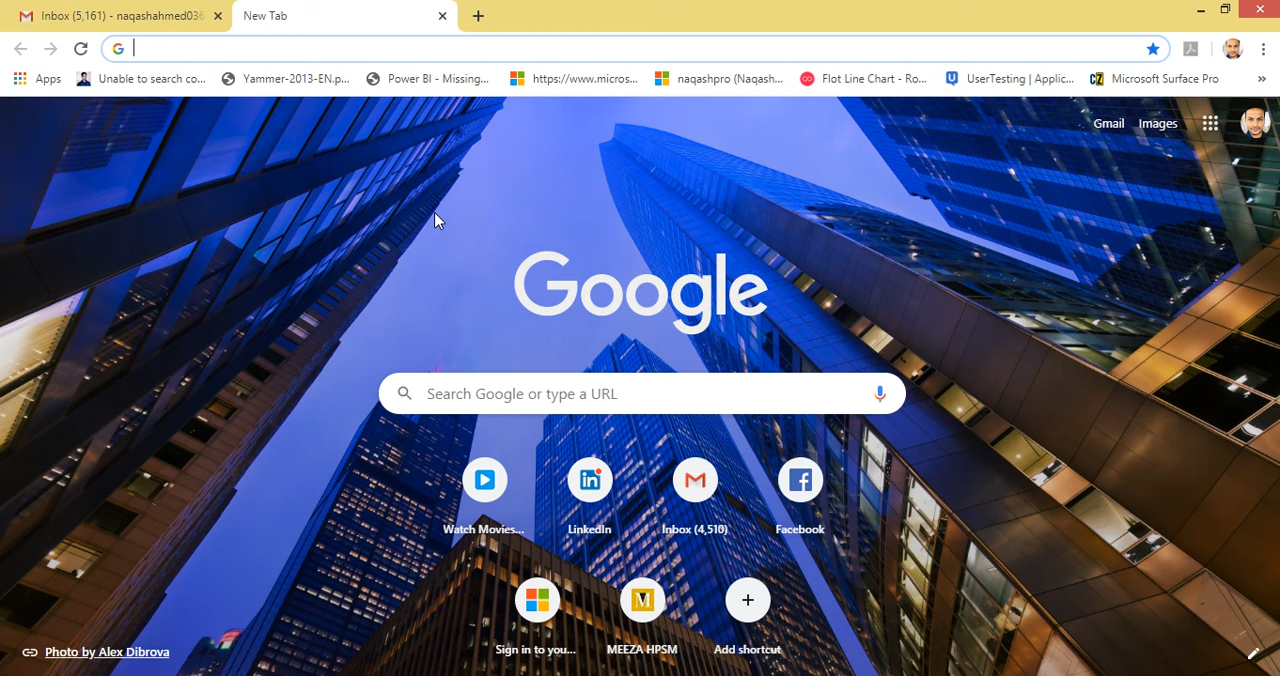 Inbox (5,161) - naqashahmed036
New Tab
Apps
Unable to search co...
Yammer-2013-EN.p...
Power BI - Missing...
https://www.micros...
naqashpro (Naqash...
Flot Line Chart - Ro...
UserTesting | Applic...
Microsoft Surface Pro
»
Gmail Images
Google
Search Google or type a URL
Watch Movies...
LinkedIn
Inbox (4,510)
Facebook
Sign in to you...
MEEZA HPSM
Add shortcut
Photo by Alex Dibrova